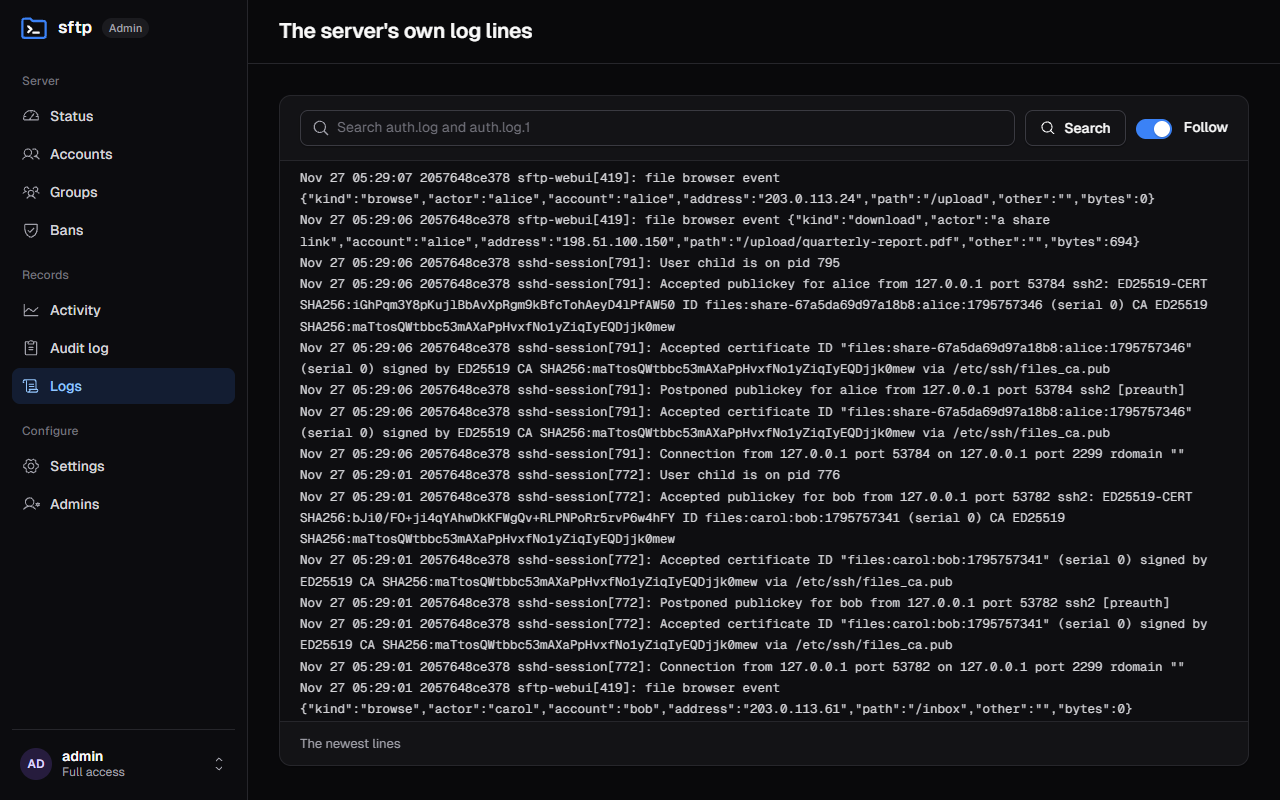 sftp Admin
The server's own log lines
Server
Status
Accounts
Groups
Bans
Records
Activity
Audit log
Logs
Configure
Settings
Admins
AD
admin
Full access
Search auth.log and auth.log.1
Search
Follow
Nov 27 05:29:07 2057648ce378 sftp-webui[419]: file browser event
{"kind":"browse","actor":"alice","account":"alice","address":"203.0.113.24","path":"/upload","other":"","bytes":0}
Nov 27 05:29:06 2057648ce378 sftp-webui[419]: file browser event {"kind":"download","actor":"a share
link","account":"alice","address":"198.51.100.150","path":"/upload/quarterly-report.pdf","other":"","bytes":694}
Nov 27 05:29:06 2057648ce378 sshd-session[791]: User child is on pid 795
Nov 27 05:29:06 2057648ce378 sshd-session[791]: Accepted publickey for alice from 127.0.0.1 port 53784 ssh2: ED25519-CERT
SHA256:iGhPqm3Y8pKujlBbAvXpRgm9kBfcTohAeyD4lPfAW50 ID files:share-67a5da69d97a18b8:alice:1795757346 (serial 0) CA ED25519
SHA256:maTtosQWtbbc53mAXaPpHvxfNo1yZiqIyEQDjjk0mew
Nov 27 05:29:06 2057648ce378 sshd-session[791]: Accepted certificate ID "files:share-67a5da69d97a18b8:alice:1795757346"
(serial 0) signed by ED25519 CA SHA256:maTtosQWtbbc53mAXaPpHvxfNo1yZiqIyEQDjjk0mew via /etc/ssh/files_ca.pub
Nov 27 05:29:06 2057648ce378 sshd-session[791]: Postponed publickey for alice from 127.0.0.1 port 53784 ssh2 [preauth]
Nov 27 05:29:06 2057648ce378 sshd-session[791]: Accepted certificate ID "files:share-67a5da69d97a18b8:alice:1795757346"
(serial 0) signed by ED25519 CA SHA256:maTtosQWtbbc53mAXaPpHvxfNo1yZiqIyEQDjjk0mew via /etc/ssh/files_ca.pub
Nov 27 05:29:06 2057648ce378 sshd-session[791]: Connection from 127.0.0.1 port 53784 on 127.0.0.1 port 2299 rdomain ""
Nov 27 05:29:01 2057648ce378 sshd-session[772]: User child is on pid 776
Nov 27 05:29:01 2057648ce378 sshd-session[772]: Accepted publickey for bob from 127.0.0.1 port 53782 ssh2: ED25519-CERT
SHA256:bJi0/FO+ji4qYAhwDkKFWgQv+RLPNPoRr5rvP6w4hFY ID files:carol:bob:1795757341 (serial 0) CA ED25519
SHA256:maTtosQWtbbc53mAXaPpHvxfNo1yZiqIyEQDjjk0mew
Nov 27 05:29:01 2057648ce378 sshd-session[772]: Accepted certificate ID "files:carol:bob:1795757341" (serial 0) signed by
ED25519 CA SHA256:maTtosQWtbbc53mAXaPpHvxfNo1yZiqIyEQDjjk0mew via /etc/ssh/files_ca.pub
Nov 27 05:29:01 2057648ce378 sshd-session[772]: Postponed publickey for bob from 127.0.0.1 port 53782 ssh2 [preauth]
Nov 27 05:29:01 2057648ce378 sshd-session[772]: Accepted certificate ID "files:carol:bob:1795757341" (serial 0) signed by
ED25519 CA SHA256:maTtosQWtbbc53mAXaPpHvxfNo1yZiqIyEQDjjk0mew via /etc/ssh/files_ca.pub
Nov 27 05:29:01 2057648ce378 sshd-session[772]: Connection from 127.0.0.1 port 53782 on 127.0.0.1 port 2299 rdomain ""
Nov 27 05:29:01 2057648ce378 sftp-webui[419]: file browser event
{"kind":"browse","actor":"carol","account":"bob","address":"203.0.113.61","path":"/inbox","other":"","bytes":0}
The newest lines